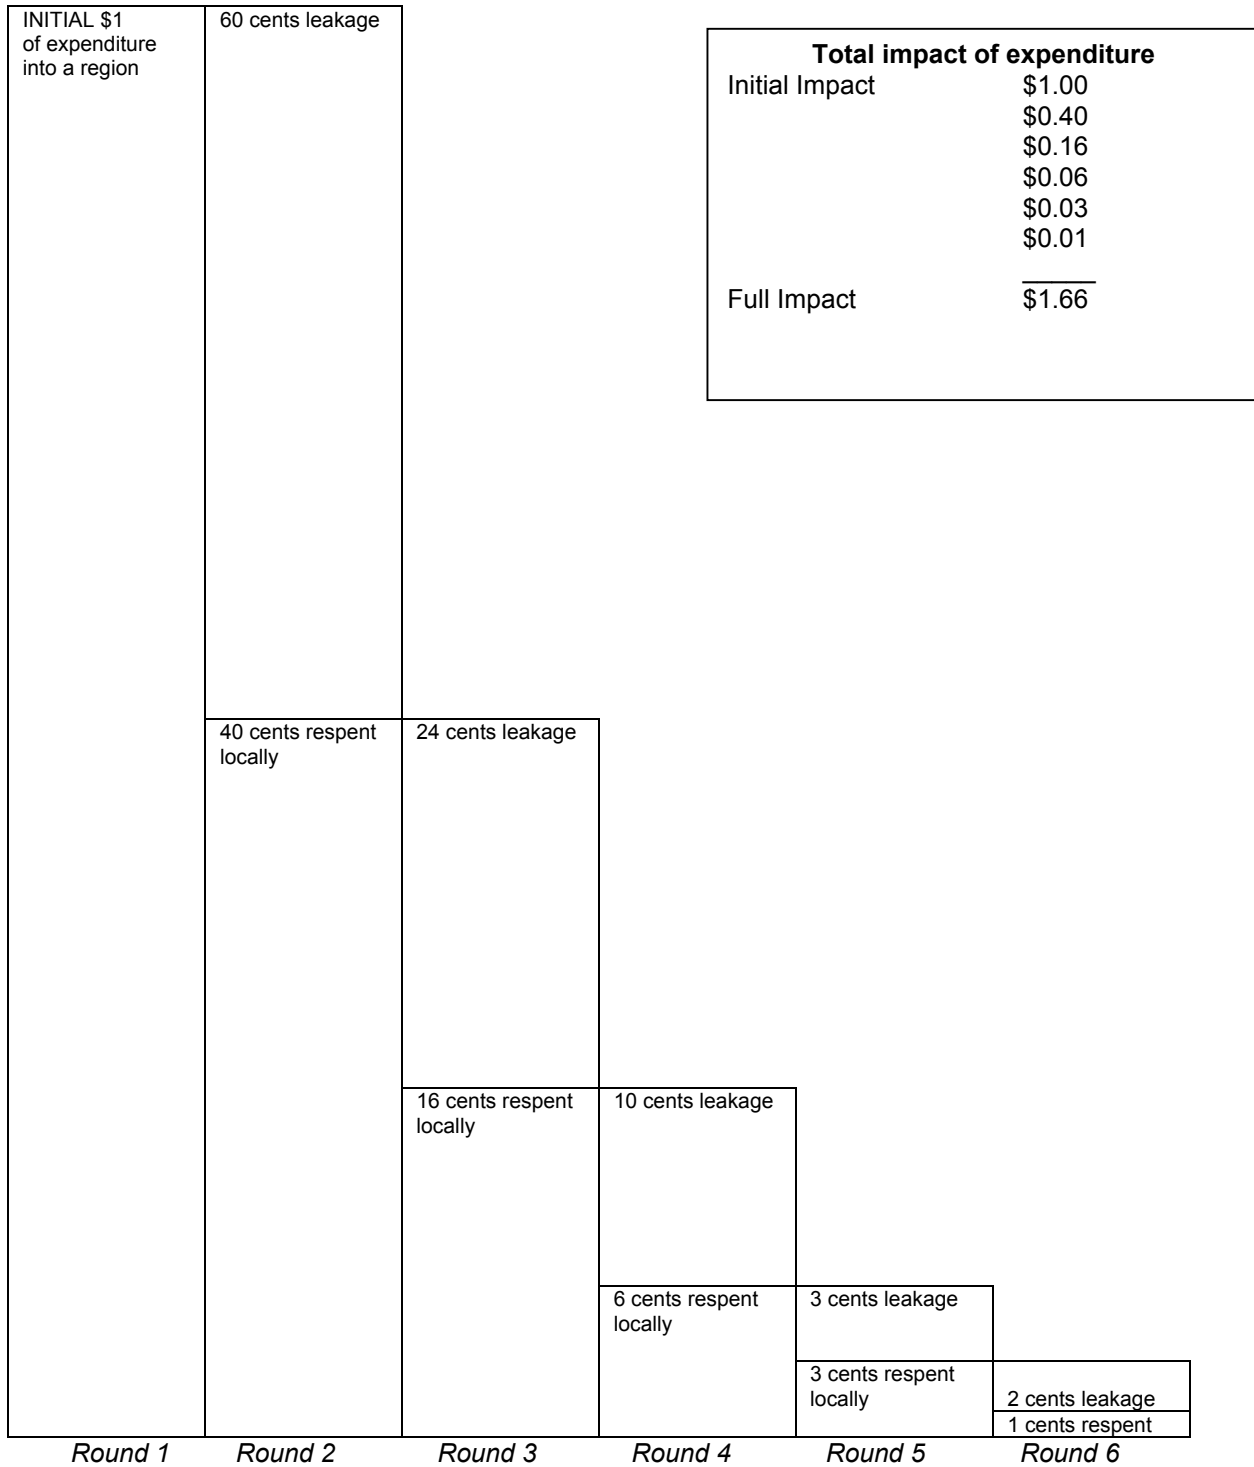 INITIAL $1
of expenditure
into a region
60 cents leakage
Total impact of expenditure
Initial Impact $1.00
$0.40
$0.16
$0.06
$0.03
$0.01
Full Impact $1.66
40 cents respent
locally
24 cents leakage
16 cents respent
locally
10 cents leakage
6 cents respent
locally
3 cents leakage
3 cents respent
locally
2 cents leakage
1 cents respent
Round 1 Round 2 Round 3 Round 4 Round 5 Round 6